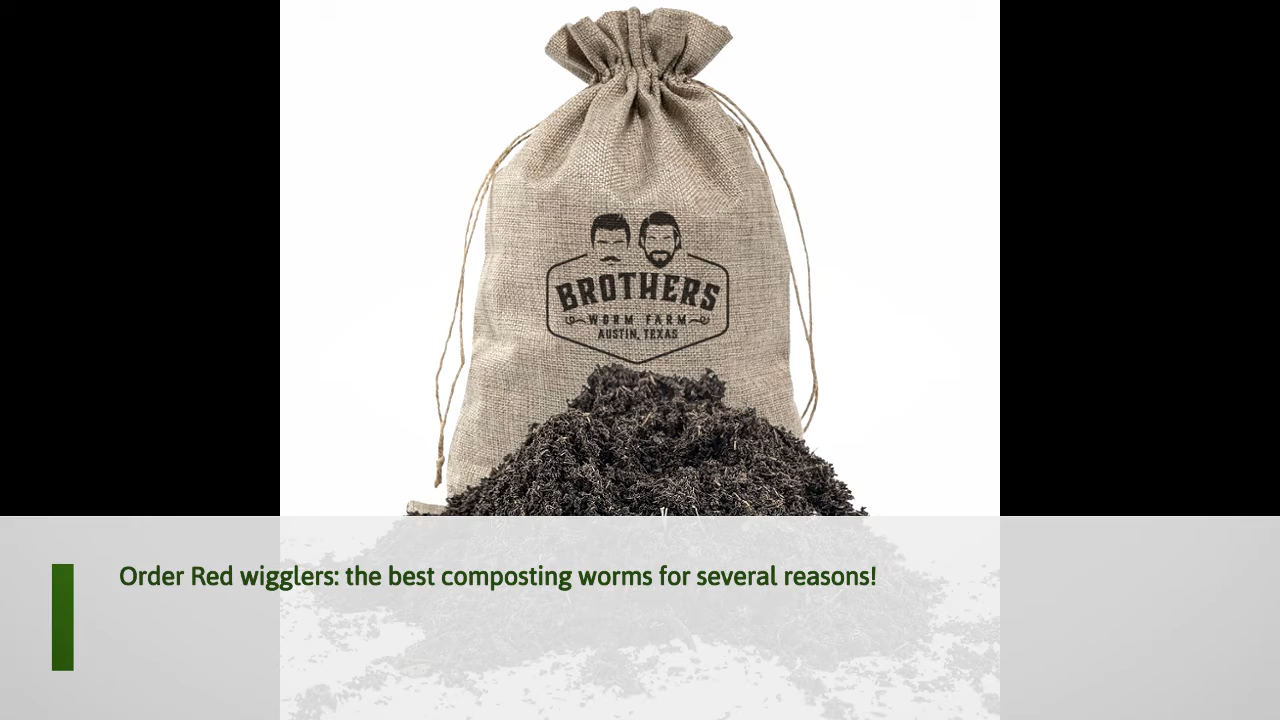 BROTHERS
WORM FARM
AUSTIN, TEXAS
Order Red wigglers: the best composting worms for several reasons!